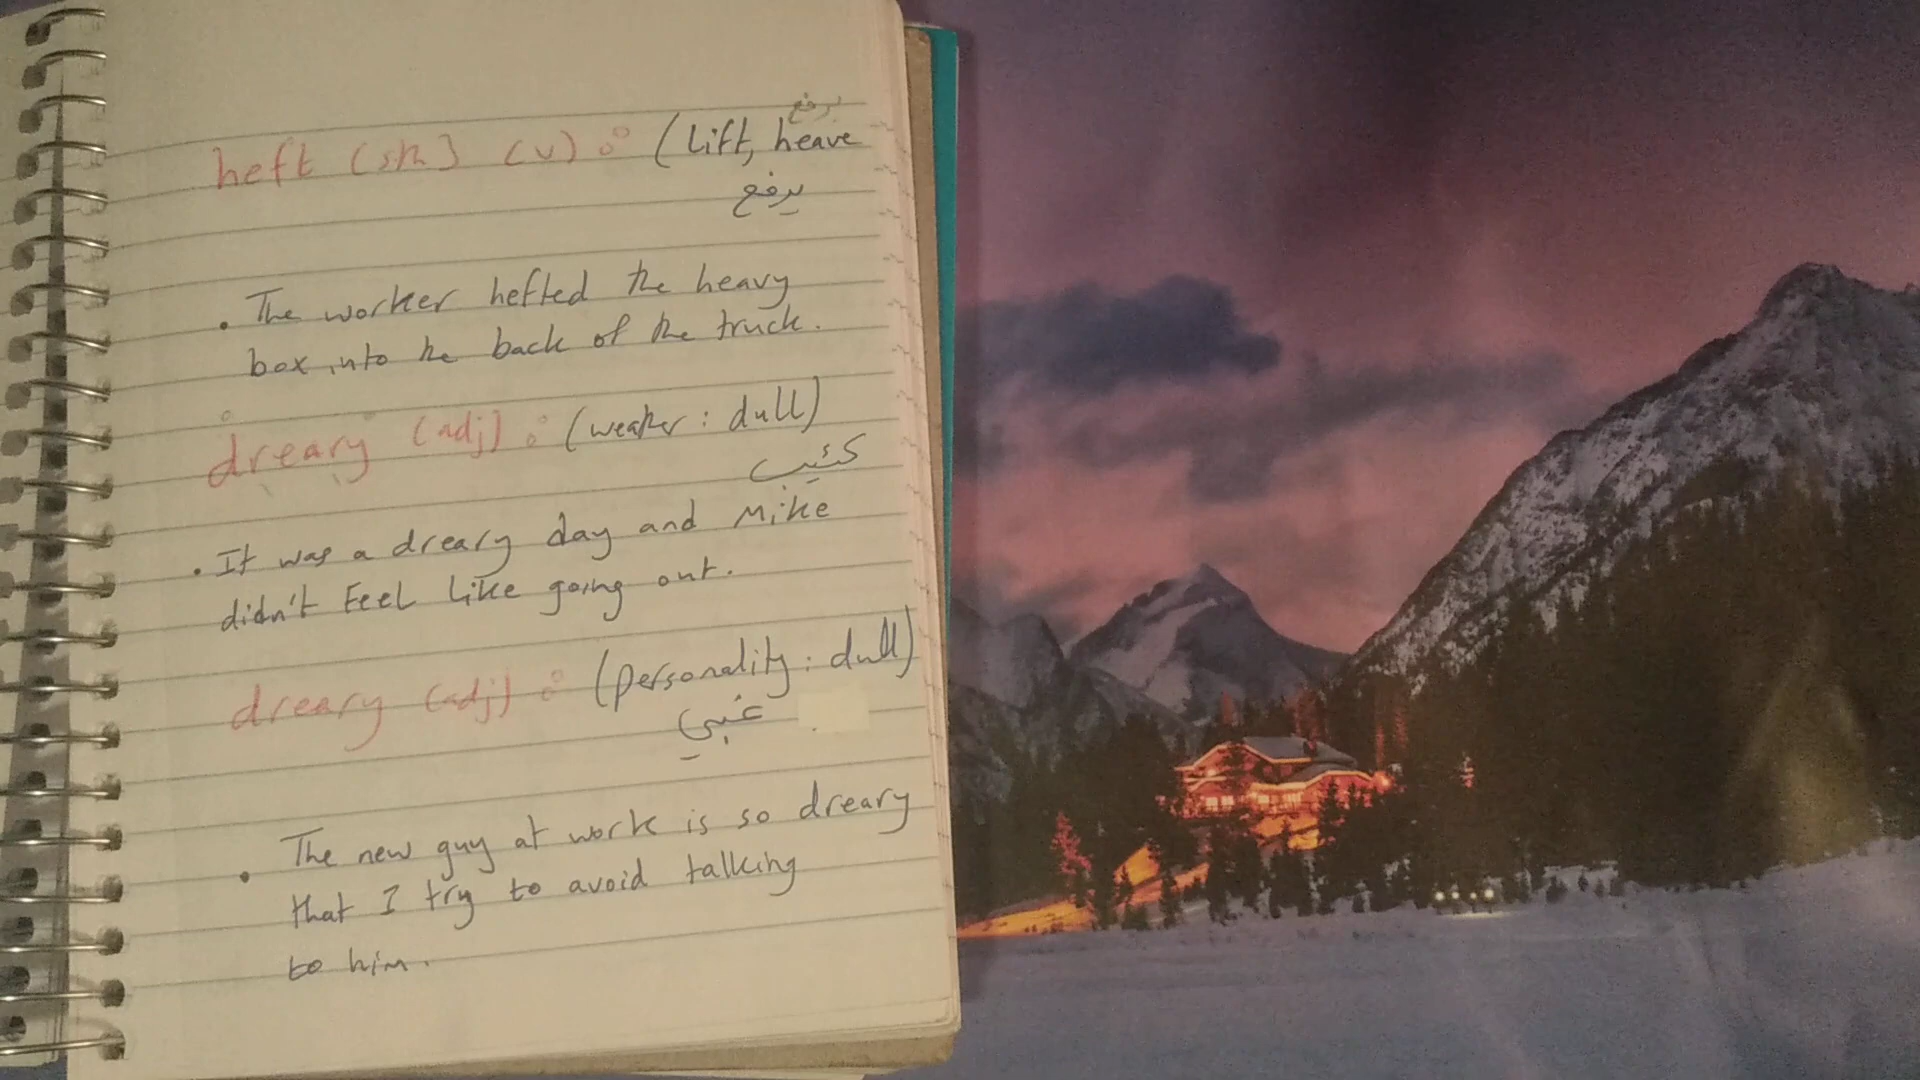 يرفع
heft (sth] (v) : (lift, heave
يرفع
. The worker hefted the heavy
box into the back of the truck.
dreary (adj) : (weather : dull)
كئيب
. It was a dreary day and Mike
didn't feel like going out.
dreary (adj) : (personality : dull)
غبي
. The new guy at work is so dreary
that I try to avoid talking
to him.